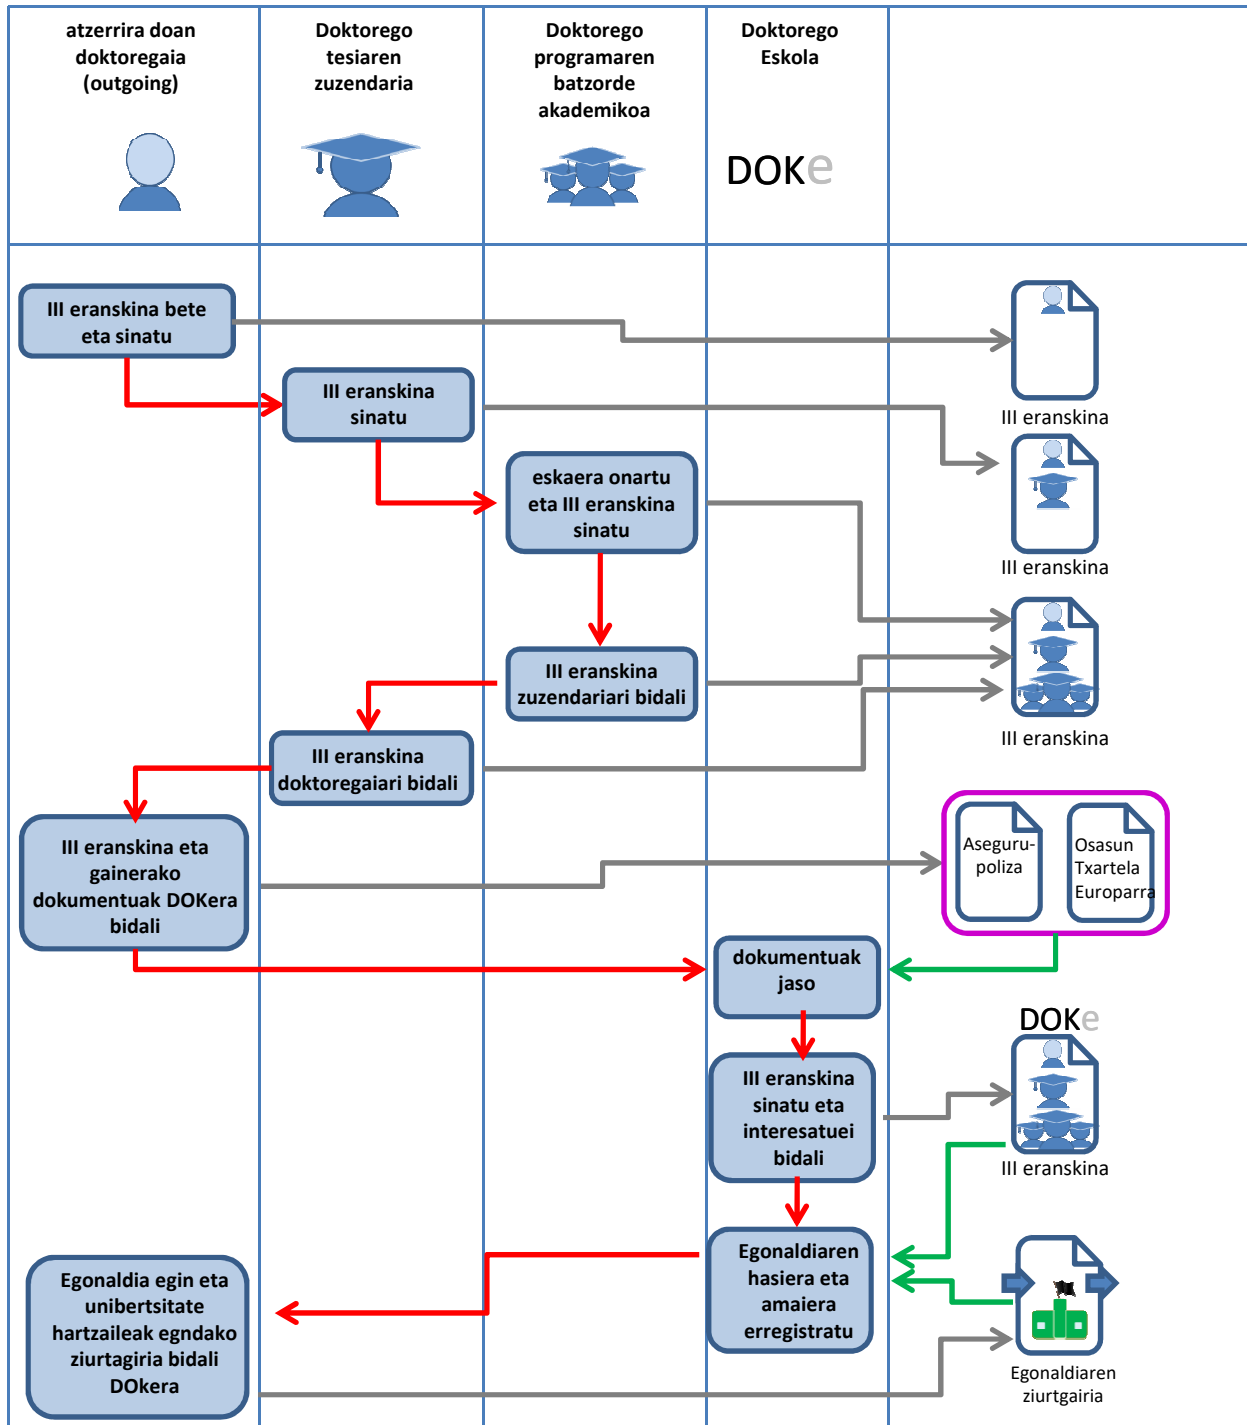 atzerrira doan
doktoregaia
(outgoing)
Doktorego
tesiaren
zuzendaria
Doktorego
programaren
batzorde
akademikoa
Doktorego
Eskola
DOKe
III eranskina bete
eta sinatu
III eranskina
III eranskina
sinatu
III eranskina
eskaera onartu
eta III eranskina
sinatu
III eranskina
zuzendariari bidali
III eranskina
III eranskina
doktoregaiari bidali
III eranskina eta
gainerako
dokumentuak DOKera
bidali
Aseguru-
poliza
Osasun
Txartela
Europarra
dokumentuak
jaso
DOKe
III eranskina
sinatu eta
interesatuei
bidali
III eranskina
Egonaldiaren
hasiera eta
amaiera
erregistratu
Egonaldia egin eta
unibertsitate
hartzaileak egndako
ziurtagiria bidali
DOkera
Egonaldiaren
ziurtgairia